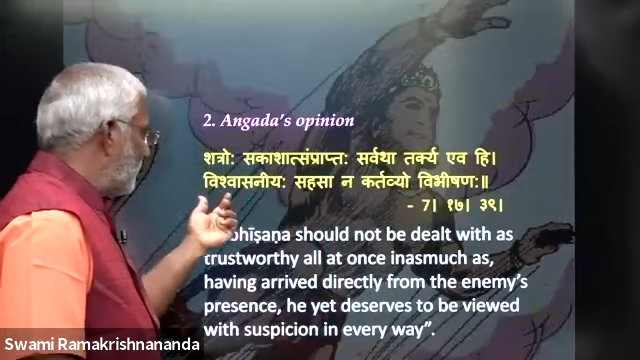 2. Angada's opinion
शत्रोः सकाशात्संप्राप्तः सर्वथा तर्क्य एव हि।
विश्वासनीयः सहसा न कर्तव्यो विभीषणः॥
- 7। १७। ३९।
should not be dealt with as
trustworthy all at once inasmuch as,
having arrived directly from the enemy's
presence, he yet deserves to be viewed
with suspicion in every way".
Swami Ramakrishnananda